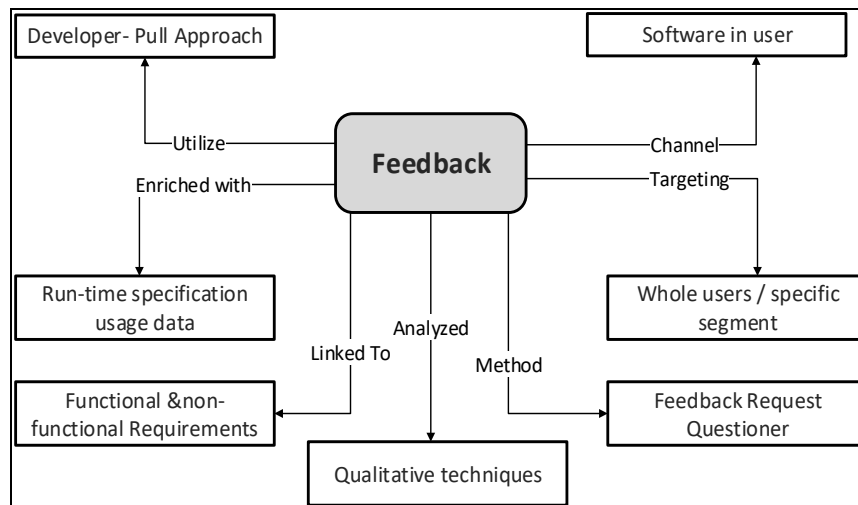 Developer- Pull Approach
Software in user
Utilize
Feedback
Channel
Enriched with
Targeting
Run-time specification
usage data
Whole users / specific
segment
Analyzed
Linked To
Method
Functional &non-
functional Requirements
Feedback Request
Questioner
Qualitative techniques